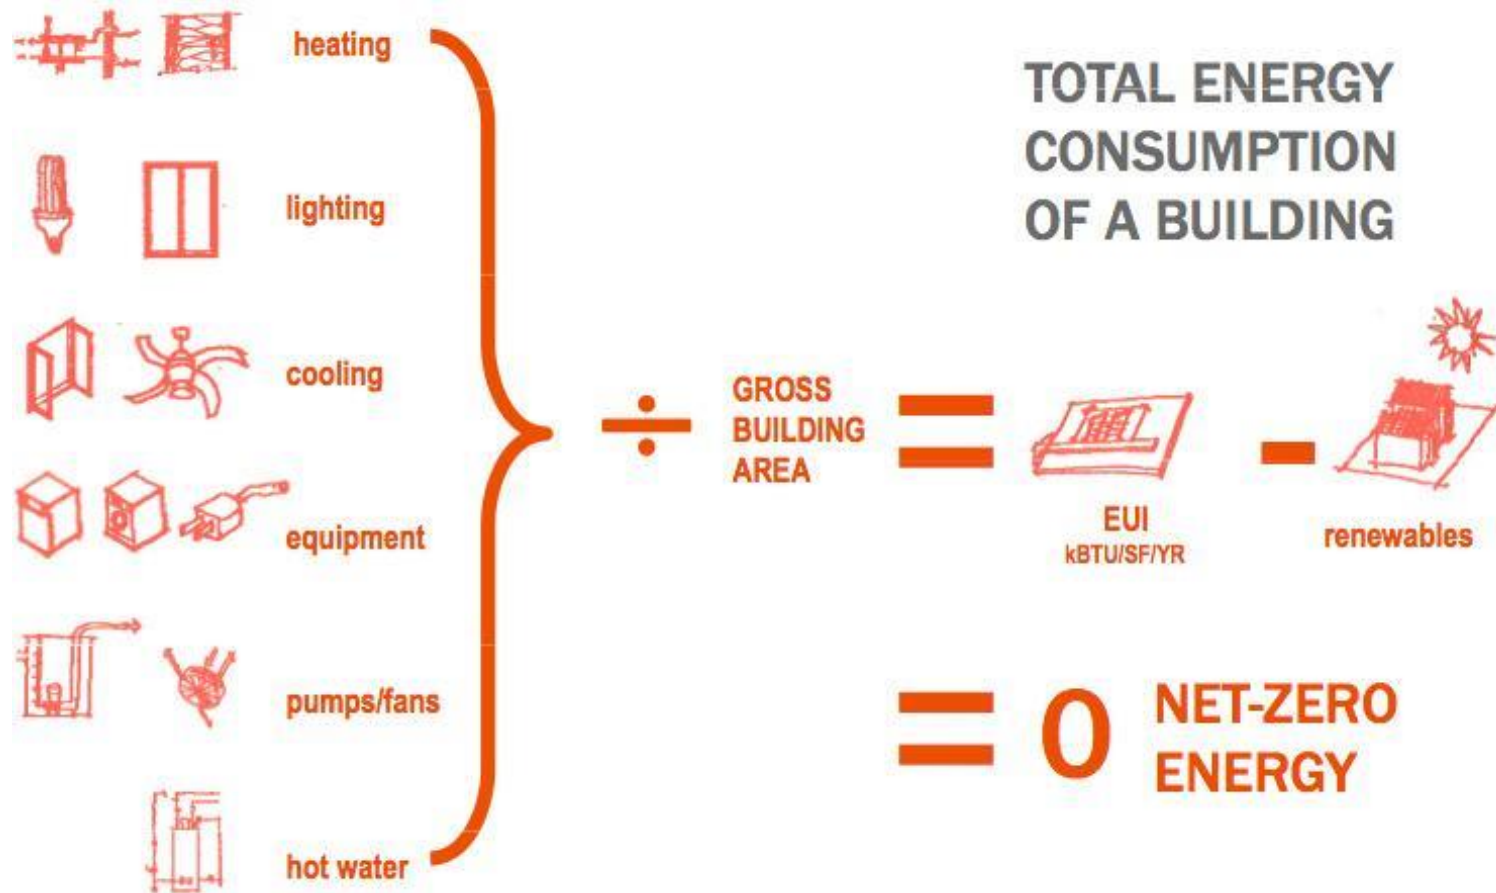 heating
lighting
cooling
equipment
pumps/fans
hot water
÷
GROSS
BUILDING
AREA
=
TOTAL ENERGY
CONSUMPTION
OF A BUILDING
EUI
kBTU/SF/YR
-
renewables
= 0
NET-ZERO
ENERGY